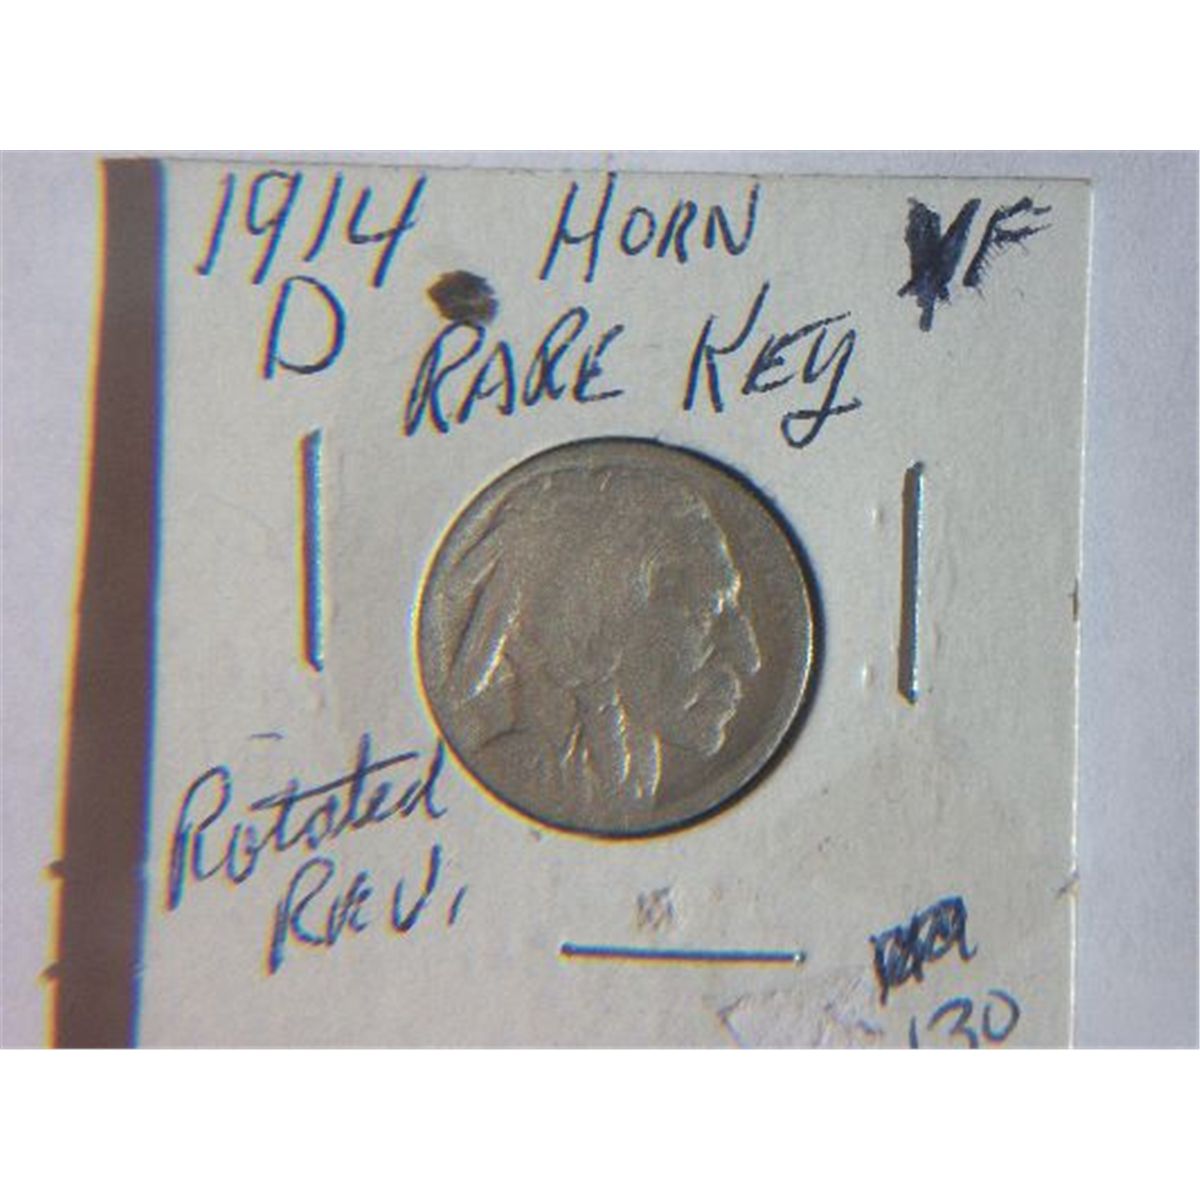 1914 HORN VF
D RARE KEY
Rotated
REV.
130